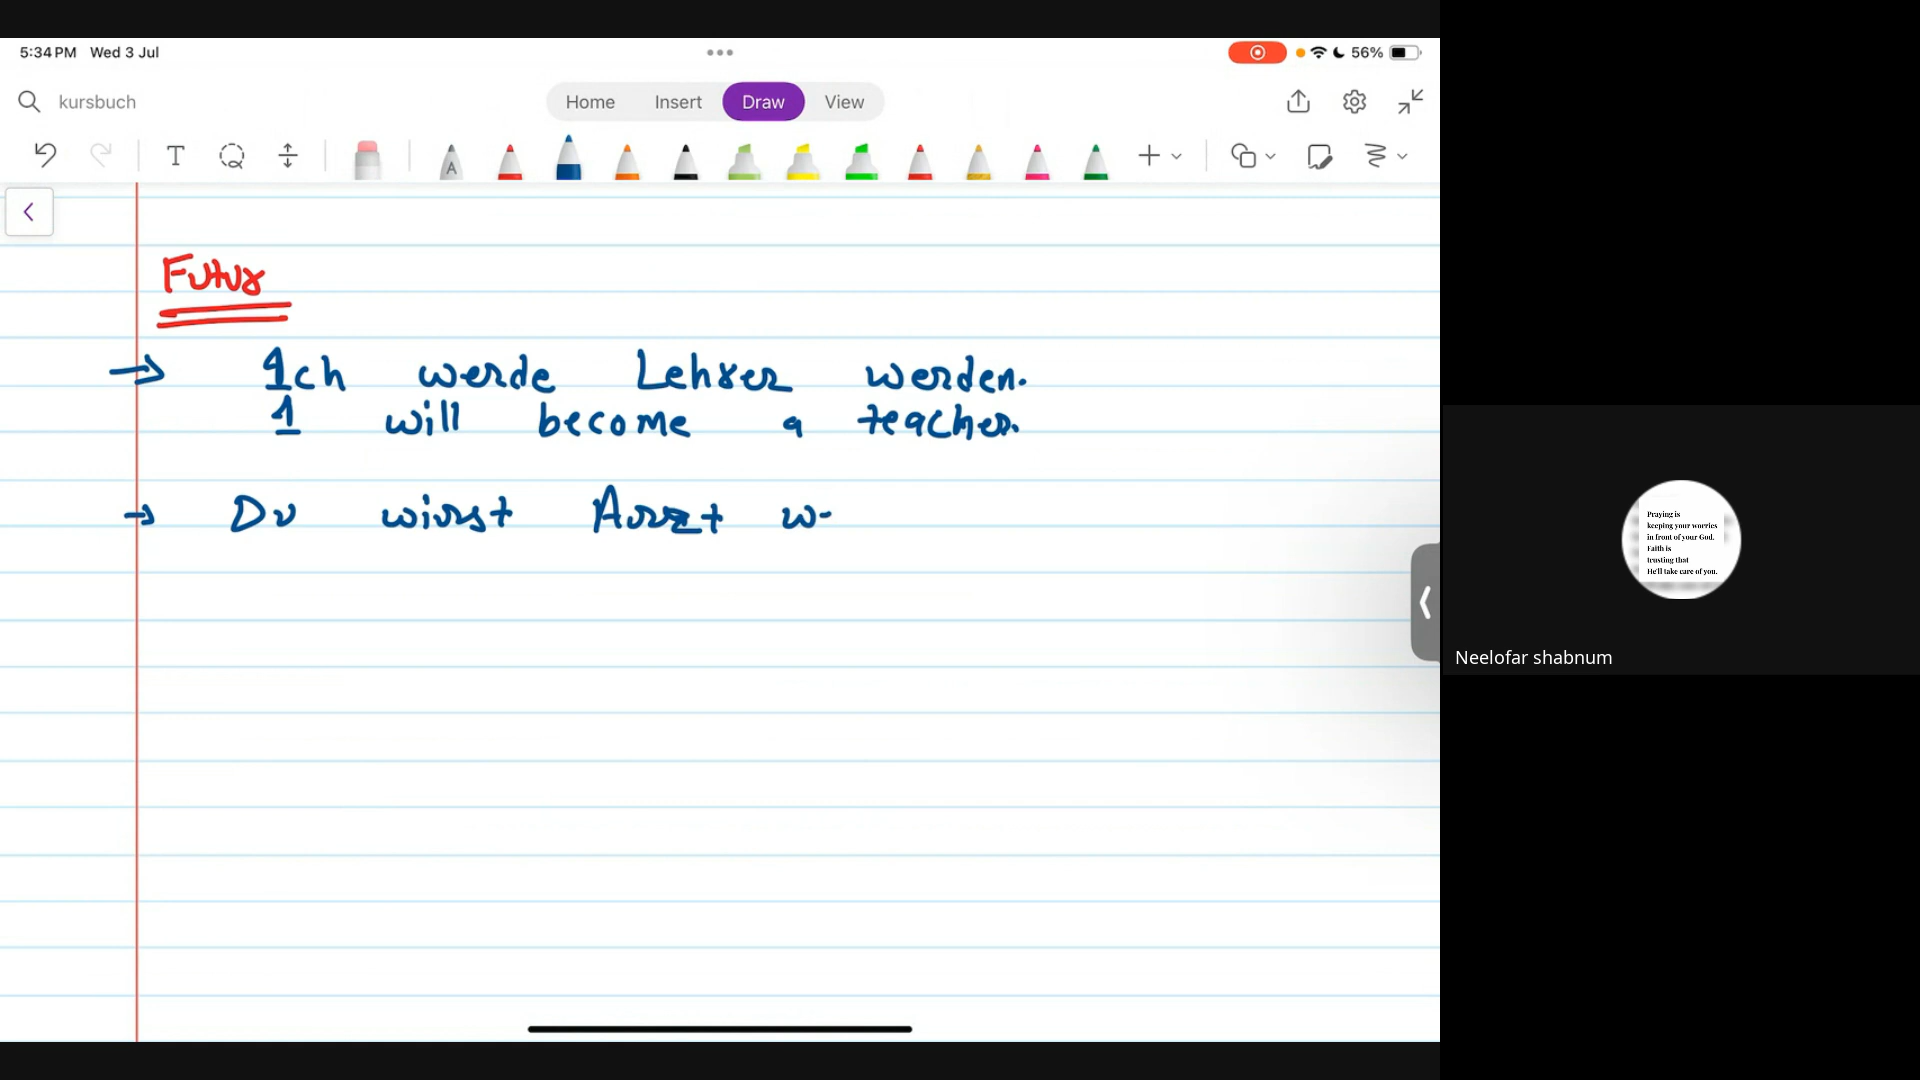 5:34 PM Wed 3 Jul
56%
kursbuch
Home Insert Draw View
T
A
Futur
→ Ich werde Lehrer werden.
I will become a teacher.
→ Du wirst Arzt w
Praying is
keeping your worries
in front of your God.
Faith is
trusting that
He'll take care of you.
Neelofar shabnum